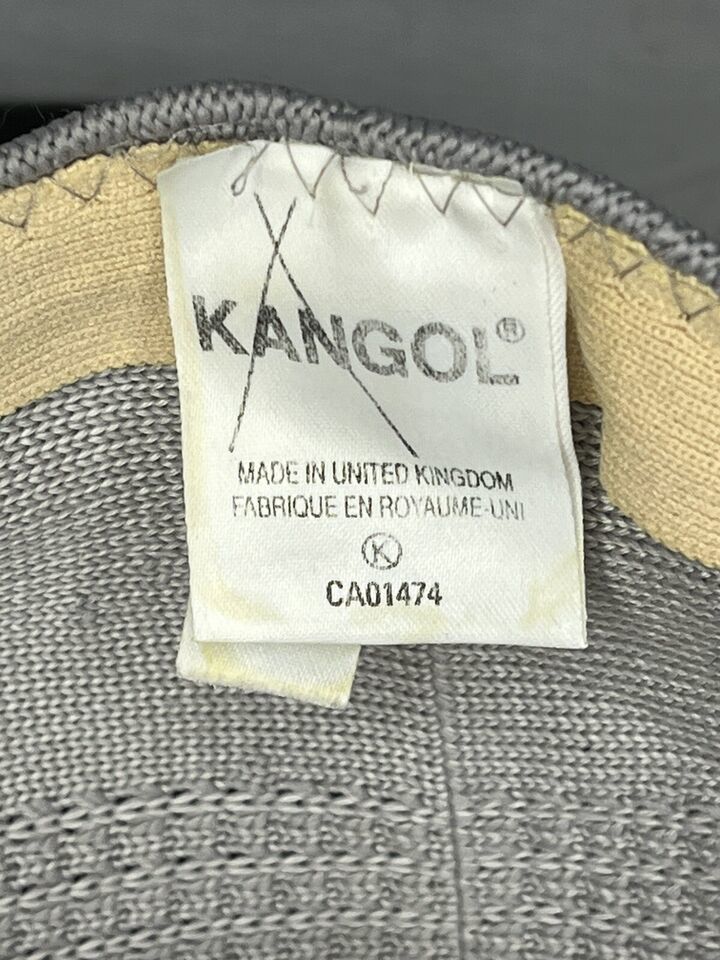 KANGOL®
MADE IN UNITED KINGDOM
FABRIQUE EN ROYAUME-UNI
K
CA01474